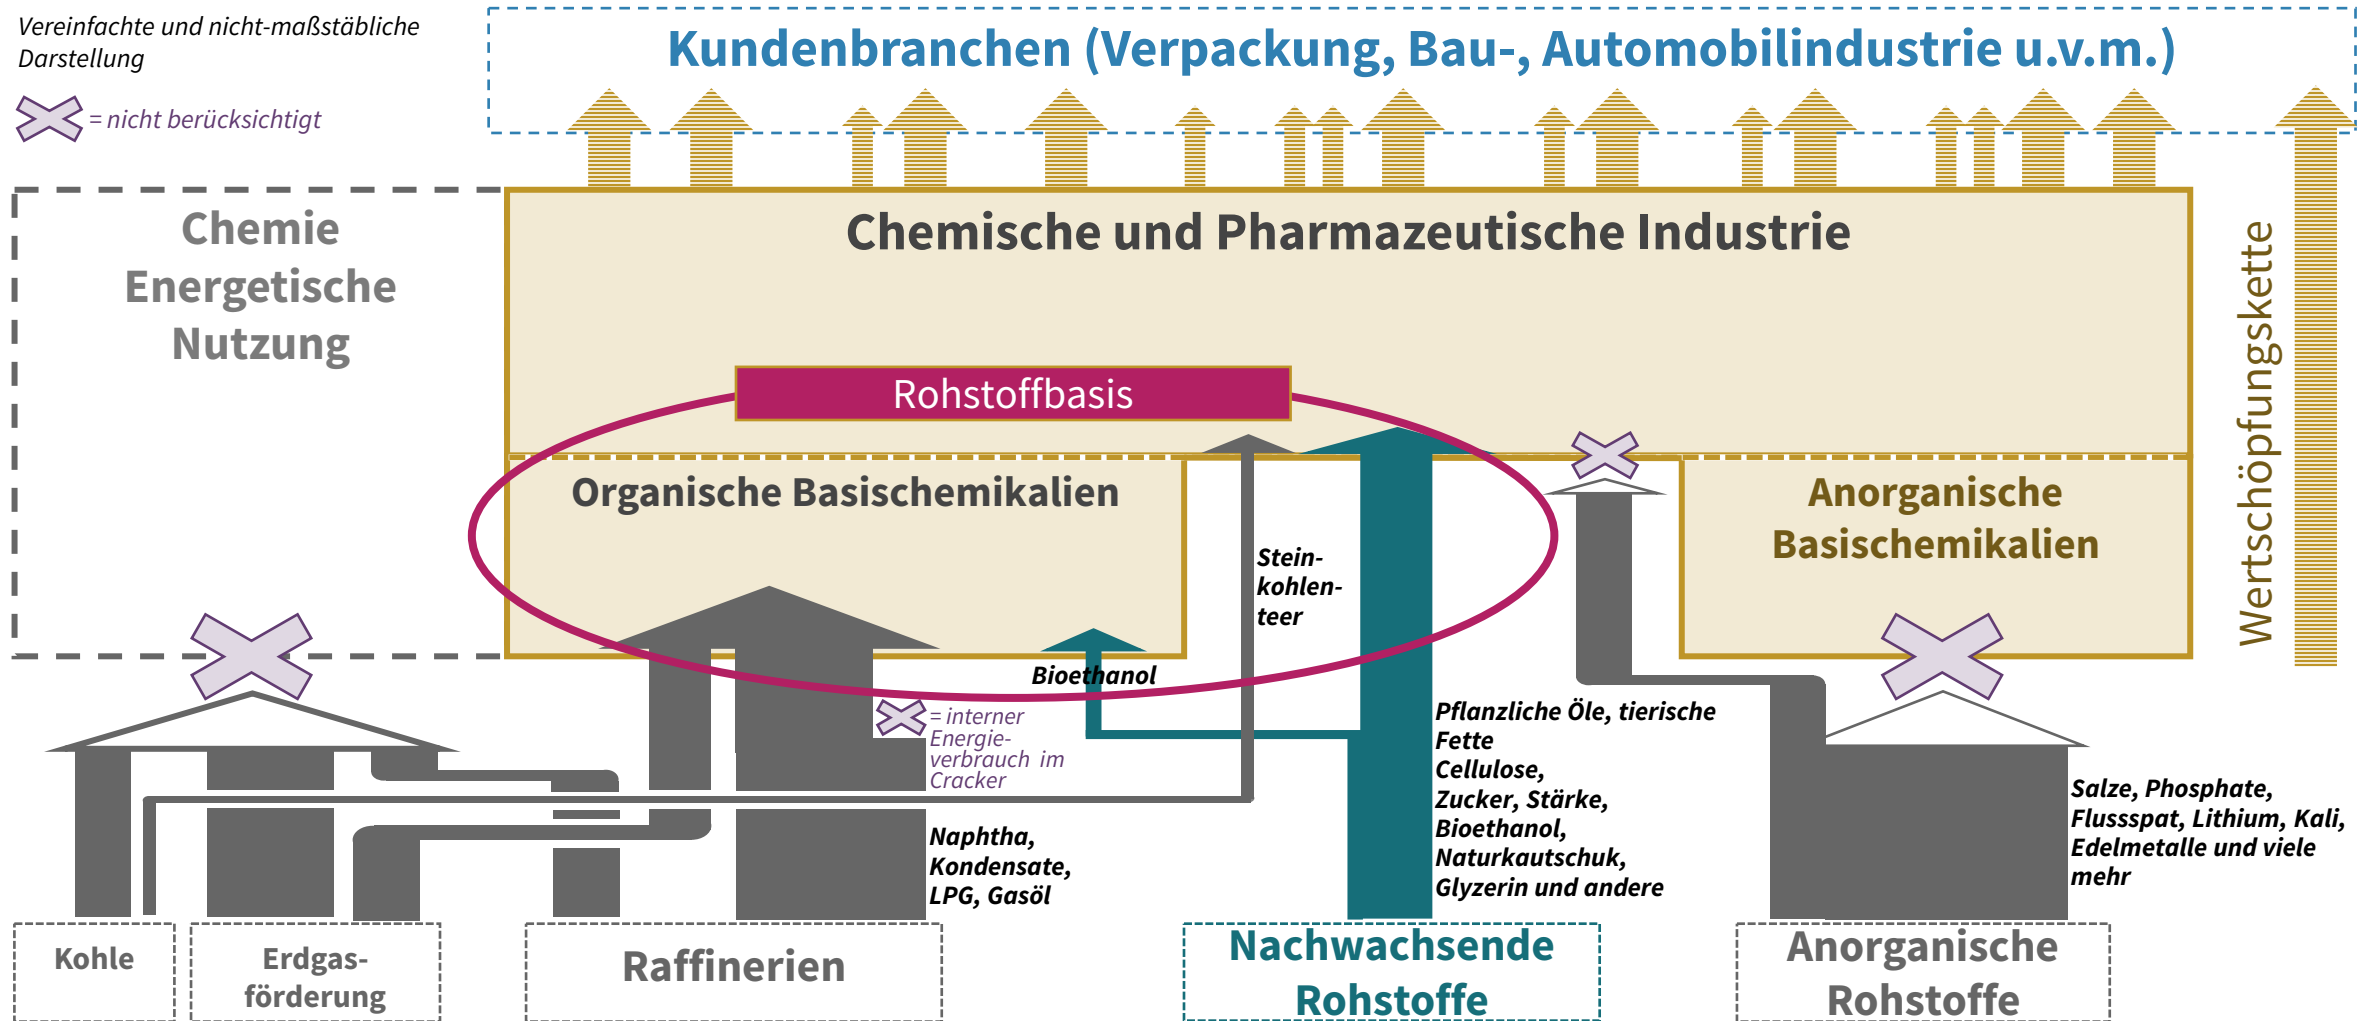 Vereinfachte und nicht-maßstäbliche
Darstellung
= nicht berücksichtigt
Kundenbranchen (Verpackung, Bau-, Automobilindustrie u.v.m.)
Chemie
Energetische
Nutzung
Chemische und Pharmazeutische Industrie
Rohstoffbasis
Organische Basischemikalien
Anorganische
Basischemikalien
Wertschöpfungskette
Stein-
kohlen-
teer
Bioethanol
= interner
Energie-
verbrauch im
Cracker
Naphtha,
Kondensate,
LPG, Gasöl
Pflanzliche Öle, tierische
Fette
Cellulose,
Zucker, Stärke,
Bioethanol,
Naturkautschuk,
Glyzerin und andere
Salze, Phosphate,
Flussspat, Lithium, Kali,
Edelmetalle und viele
mehr
Kohle
Erdgas-
förderung
Raffinerien
Nachwachsende
Rohstoffe
Anorganische
Rohstoffe